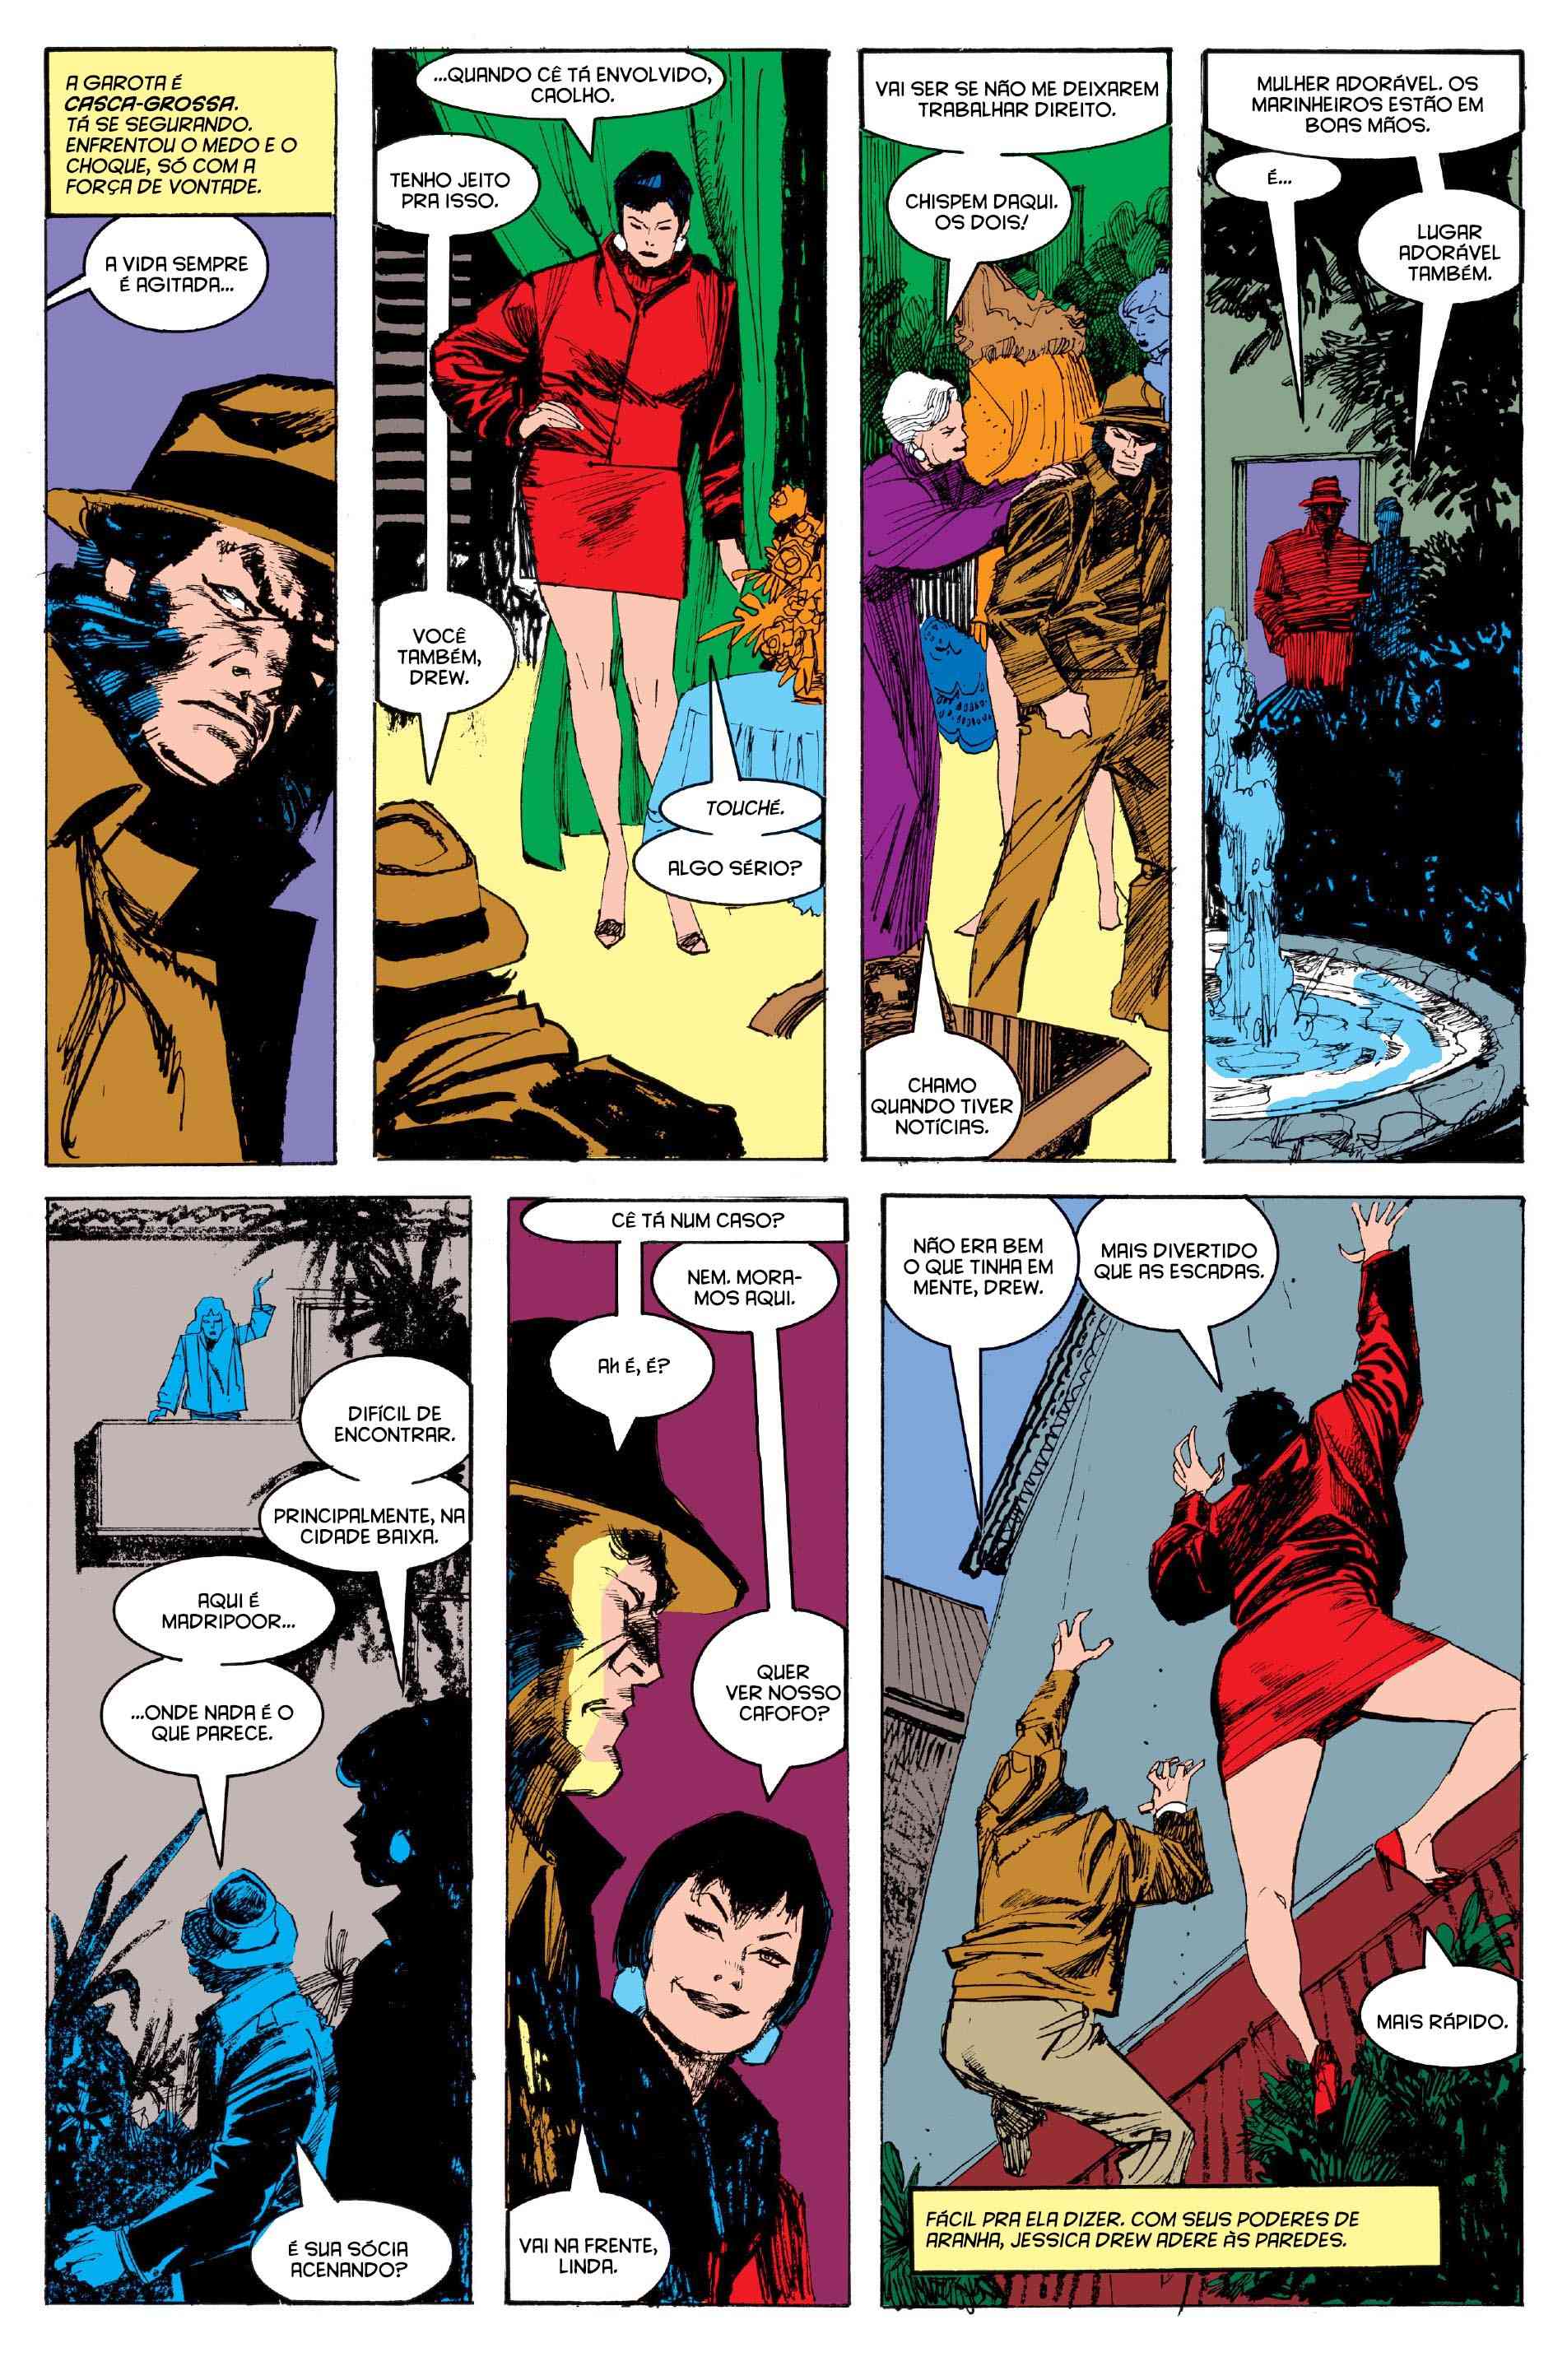 A GAROTA É
CASCA-GROSSA.
TÁ SE SEGURANDO.
ENFRENTOU O MEDO E O
CHOQUE, SÓ COM A
FORÇA DE VONTADE.
A VIDA SEMPRE
É AGITADA...
...QUANDO CÊ TÁ ENVOLVIDO,
CAOLHO.
TENHO JEITO
PRA ISSO.
VOCÊ
TAMBÉM,
DREW.
TOUCHÉ.
ALGO SÉRIO?
VAI SER SE NÃO ME DEIXAREM
TRABALHAR DIREITO.
CHISPEM DAQUI.
OS DOIS!
CHAMO
QUANDO TIVER
NOTÍCIAS.
MULHER ADORÁVEL. OS
MARINHEIROS ESTÃO EM
BOAS MÃOS.
É...
LUGAR
ADORÁVEL
TAMBÉM.
DIFÍCIL DE
ENCONTRAR.
PRINCIPALMENTE, NA
CIDADE BAIXA.
AQUI É
MADRIPOOR...
...ONDE NADA É O
QUE PARECE.
É SUA SÓCIA
ACENANDO?
CÊ TÁ NUM CASO?
NEM. MORA-
MOS AQUI.
AH É, É?
QUER
VER NOSSO
CAFOFO?
VAI NA FRENTE,
LINDA.
NÃO ERA BEM
O QUE TINHA EM
MENTE, DREW.
MAIS DIVERTIDO
QUE AS ESCADAS.
MAIS RÁPIDO.
FÁCIL PRA ELA DIZER. COM SEUS PODERES DE
ARANHA, JESSICA DREW ADERE ÀS PAREDES.